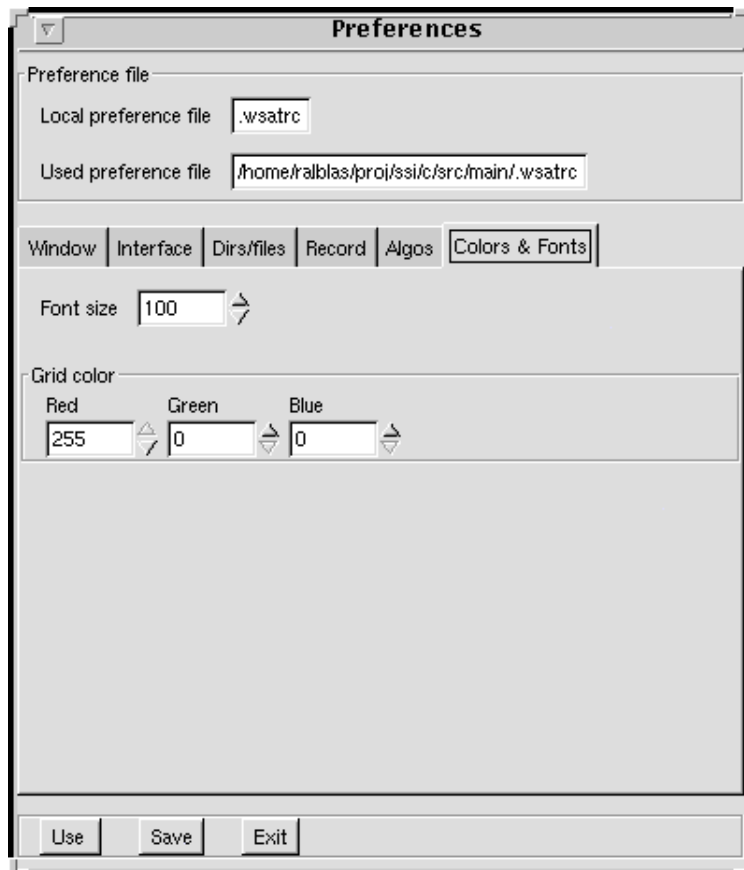 Preferences
Preference file
Local preference file .wsatrc
Used preference file /home/ralblas/proj/ssi/c/src/main/.wsatrc
Window Interface Dirs/files Record Algos Colors & Fonts
Font size 100
Grid color
Red Green Blue
255 0 0
Use Save Exit